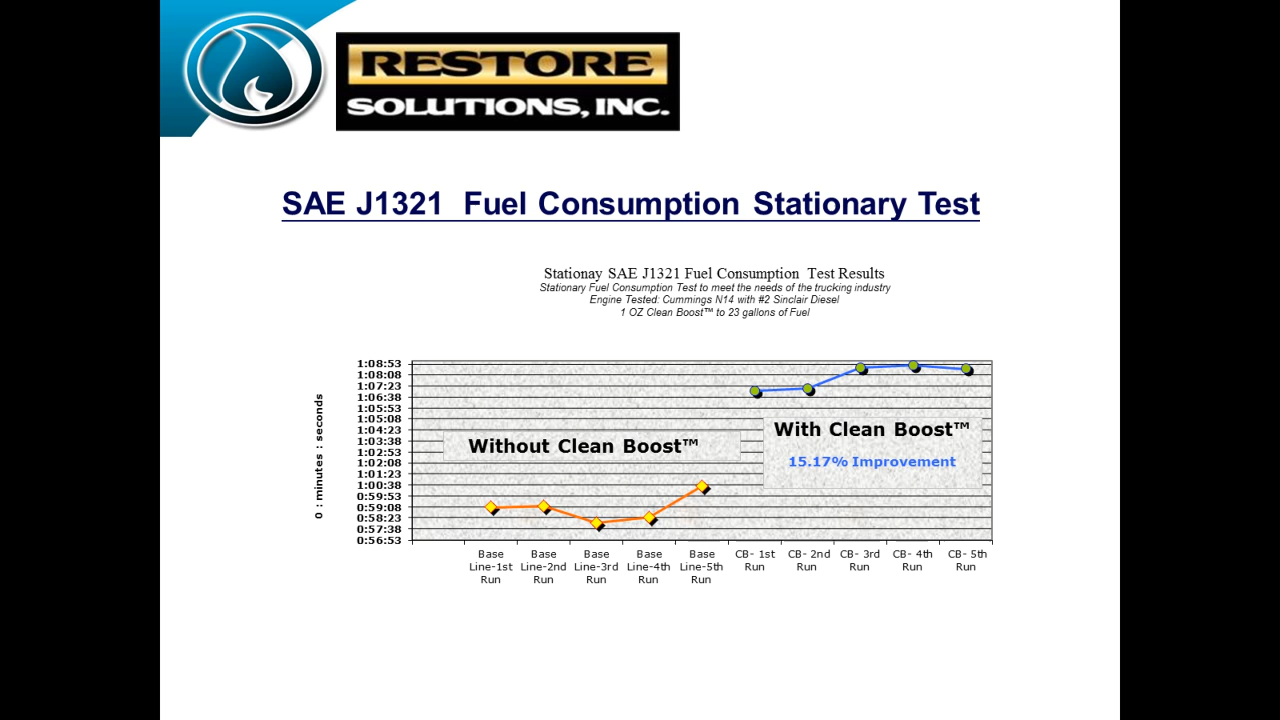 RESTORE
SOLUTIONS, INC.
SAE J1321 Fuel Consumption Stationary Test
Stationay SAE J1321 Fuel Consumption Test Results
Stationary Fuel Consumption Test to meet the needs of the trucking industry
Engine Tested: Cummings N14 with #2 Sinclair Diesel
1 OZ Clean Boost™ to 23 gallons of Fuel
0 : minutes : seconds
1:08:53
1:08:08
1:07:23
1:06:38
1:05:53
1:05:08
1:04:23
1:03:38
1:02:53
1:02:08
1:01:23
1:00:38
0:59:53
0:59:08
0:58:23
0:57:38
0:56:53
Without Clean Boost™
With Clean Boost™
15.17% Improvement
Base Line-1st Run
Base Line-2nd Run
Base Line-3rd Run
Base Line-4th Run
Base Line-5th Run
CB- 1st Run
CB- 2nd Run
CB- 3rd Run
CB- 4th Run
CB- 5th Run